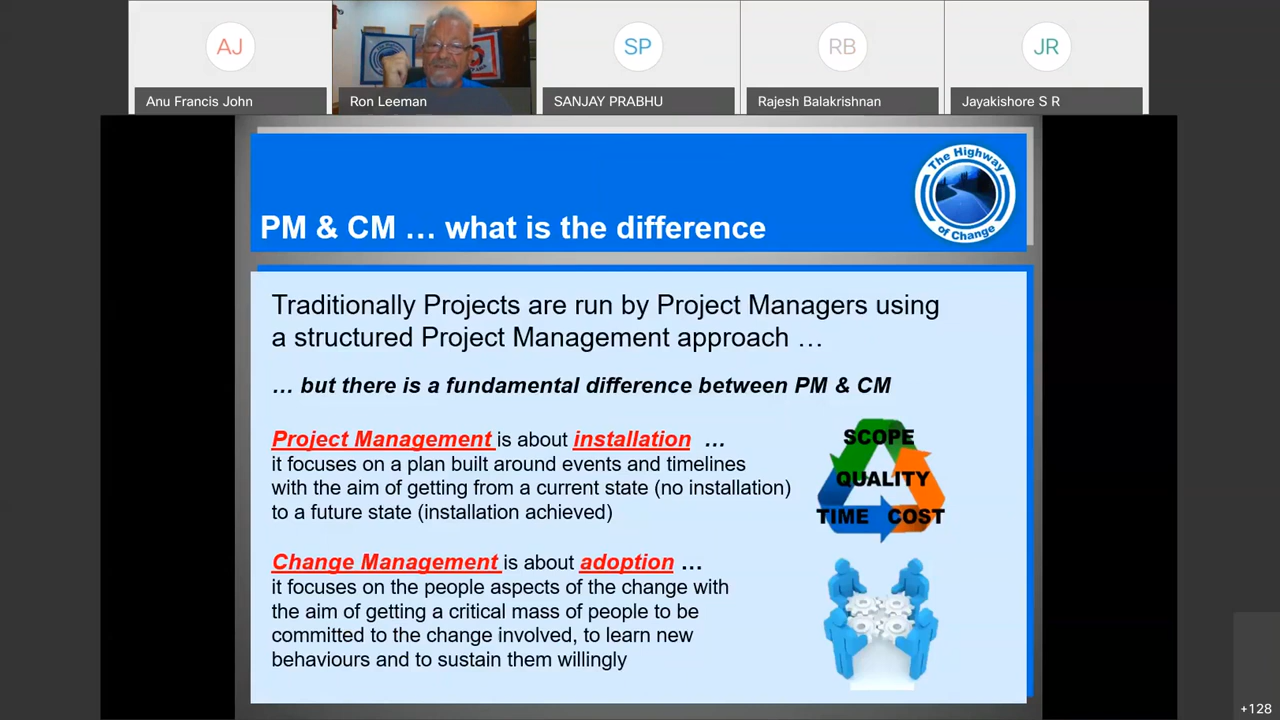 AJ
SP
RB
JR
Anu Francis John
Ron Leeman
SANJAY PRABHU
Rajesh Balakrishnan
Jayakishore S R
The Highway
of Change
PM & CM … what is the difference
Traditionally Projects are run by Project Managers using
a structured Project Management approach …
… but there is a fundamental difference between PM & CM
Project Management is about installation …
it focuses on a plan built around events and timelines
with the aim of getting from a current state (no installation)
to a future state (installation achieved)
SCOPE
QUALITY
TIME COST
Change Management is about adoption …
it focuses on the people aspects of the change with
the aim of getting a critical mass of people to be
committed to the change involved, to learn new
behaviours and to sustain them willingly
+128